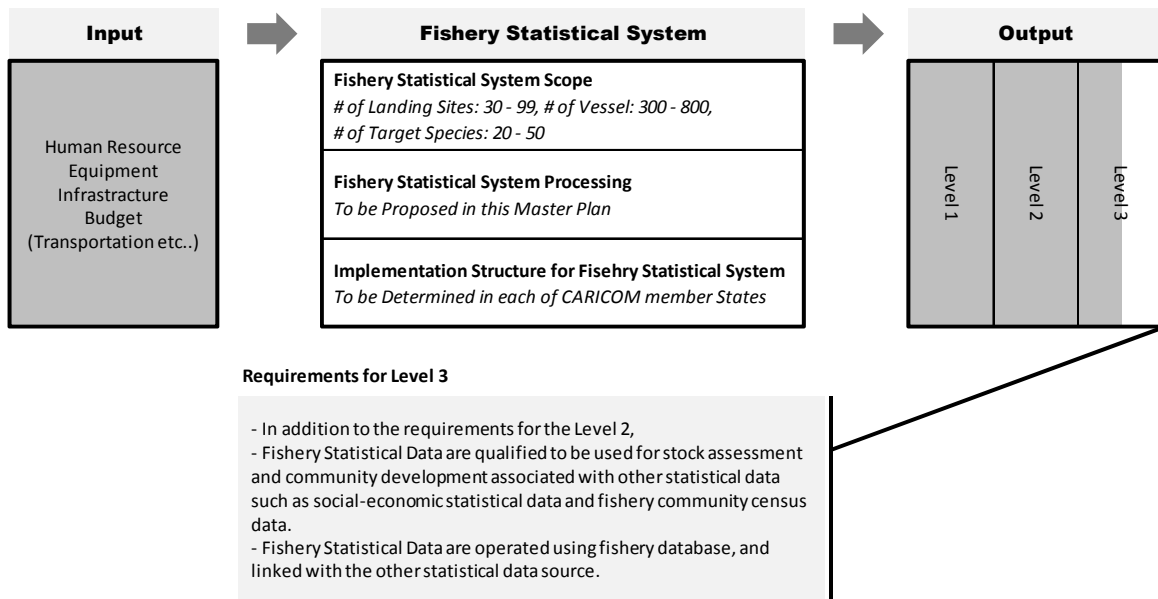 Input
Fishery Statistical System
Output
Human Resource
Equipment
Infrastracture
Budget
(Transportation etc..)
Fishery Statistical System Scope
# of Landing Sites: 30 - 99, # of Vessel: 300 - 800,
# of Target Species: 20 - 50
Fishery Statistical System Processing
To be Proposed in this Master Plan
Implementation Structure for Fisehry Statistical System
To be Determined in each of CARICOM member States
Level 1
Level 2
Level 3
Requirements for Level 3
- In addition to the requirements for the Level 2,
- Fishery Statistical Data are qualified to be used for stock assessment
and community development associated with other statistical data
such as social-economic statistical data and fishery community census
data.
- Fishery Statistical Data are operated using fishery database, and
linked with the other statistical data source.